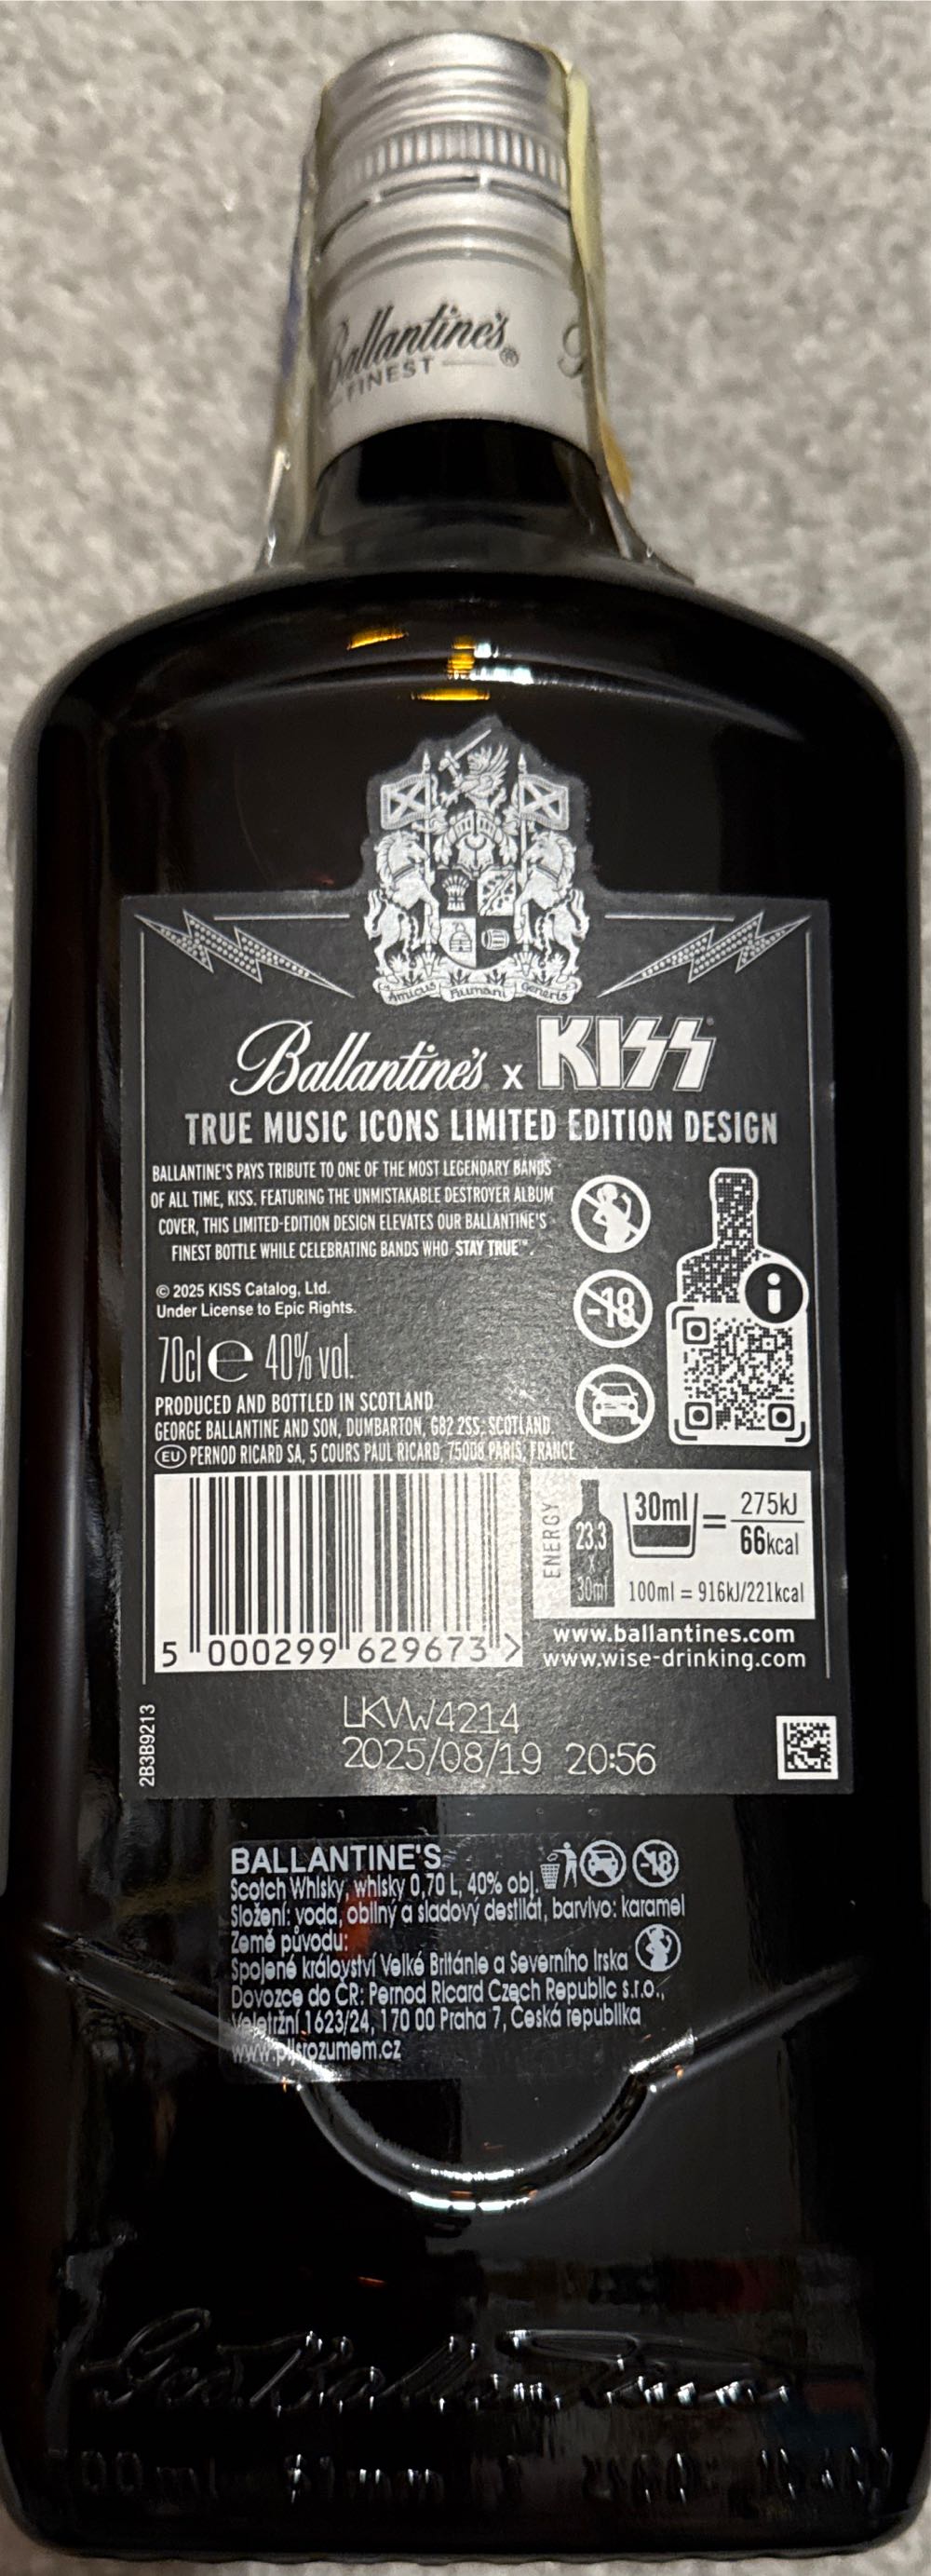 Ballantine's®
FINEST
Amicus Humani Generis
Ballantine's x KISS
TRUE MUSIC ICONS LIMITED EDITION DESIGN
BALLANTINE'S PAYS TRIBUTE TO ONE OF THE MOST LEGENDARY BANDS
OF ALL TIME, KISS. FEATURING THE UNMISTAKABLE DESTROYER ALBUM
COVER, THIS LIMITED-EDITION DESIGN ELEVATES OUR BALLANTINE'S
FINEST BOTTLE WHILE CELEBRATING BANDS WHO STAY TRUE™.
-18
i
© 2025 KISS Catalog, Ltd.
Under License to Epic Rights.
70cl e 40% vol.
PRODUCED AND BOTTLED IN SCOTLAND
GEORGE BALLANTINE AND SON, DUMBARTON, G82 2SS, SCOTLAND
EU PERNOD RICARD SA, 5 COURS PAUL RICARD, 75008 PARIS, FRANCE
ENERGY
23.3
x
30ml
30ml = 275kJ
66kcal
100ml = 916kJ/221kcal
5 000299 629673 >
www.ballantines.com
www.wise-drinking.com
2B3B9213
LKVW4214
2025/08/19 20:56
BALLANTINE'S
-18
Scotch Whisky, whisky 0,70 L, 40% obj.
Složení: voda, obilný a sladový destilát, barvivo: karamel
Země původu:
Spojené království Velké Británie a Severního Irska
Dovozce do ČR: Pernod Ricard Czech Republic s.r.o.,
Veletržní 1623/24, 170 00 Praha 7, Česká republika
www.pijsrozumem.cz